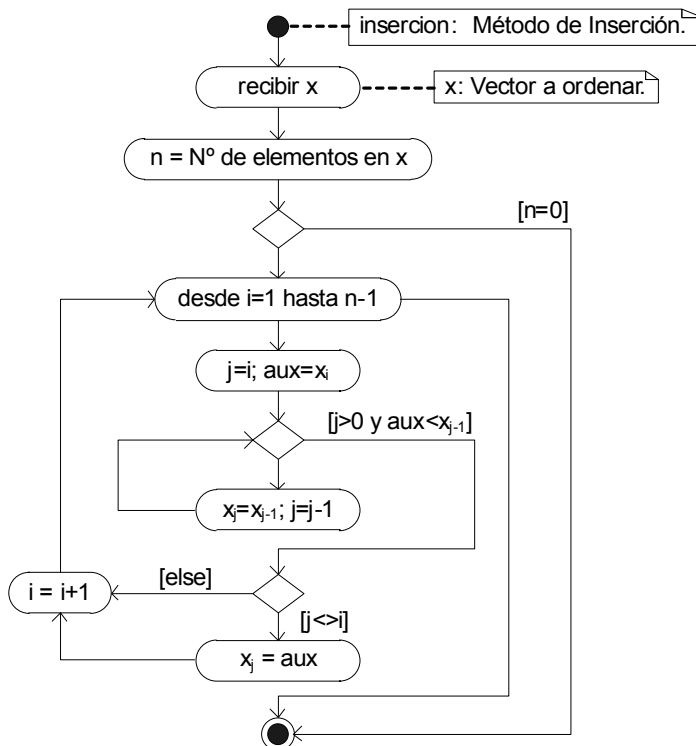 insercion: Método de Inserción.
recibir x
x: Vector a ordenar.
n = Nº de elementos en x
[n=0]
desde i=1 hasta n-1
j=i; aux=xᵢ
[j>0 y aux<xⱼ₋₁]
xⱼ=xⱼ₋₁; j=j-1
[else]
i = i+1
[j<>i]
xⱼ = aux